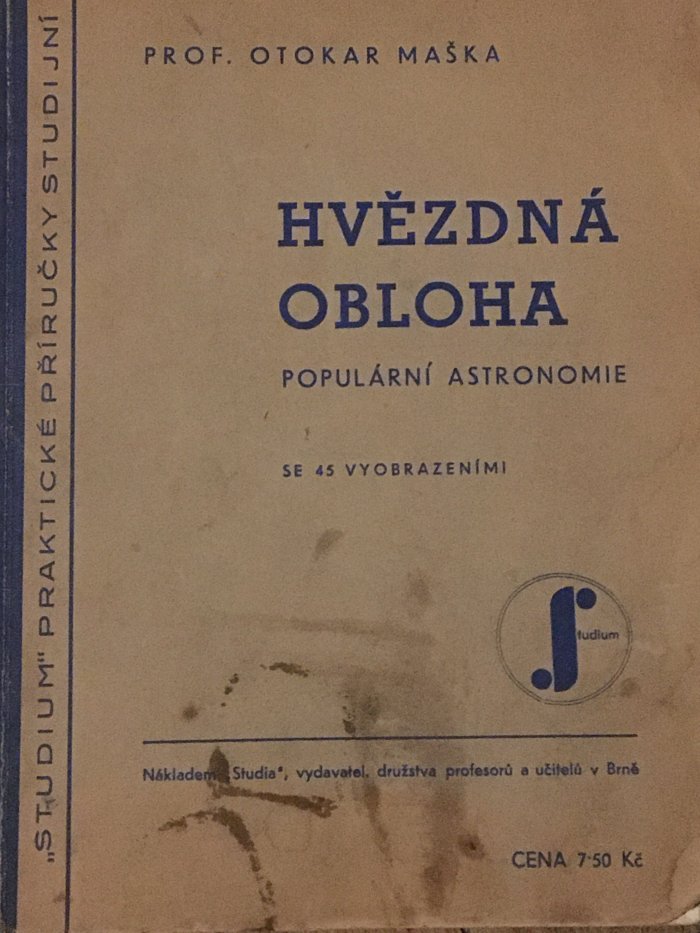 PROF. OTOKAR MAŠKA
HVĚZDNÁ
OBLOHA
POPULÁRNÍ ASTRONOMIE
SE 45 VYOBRAZENÍMI
Studium
Nákladem „Studia“, vydavatel. družstva profesorů a učitelů v Brně
CENA 7·50 Kč
„STUDIUM“ PRAKTICKÉ PŘÍRUČKY STUDIJNÍ